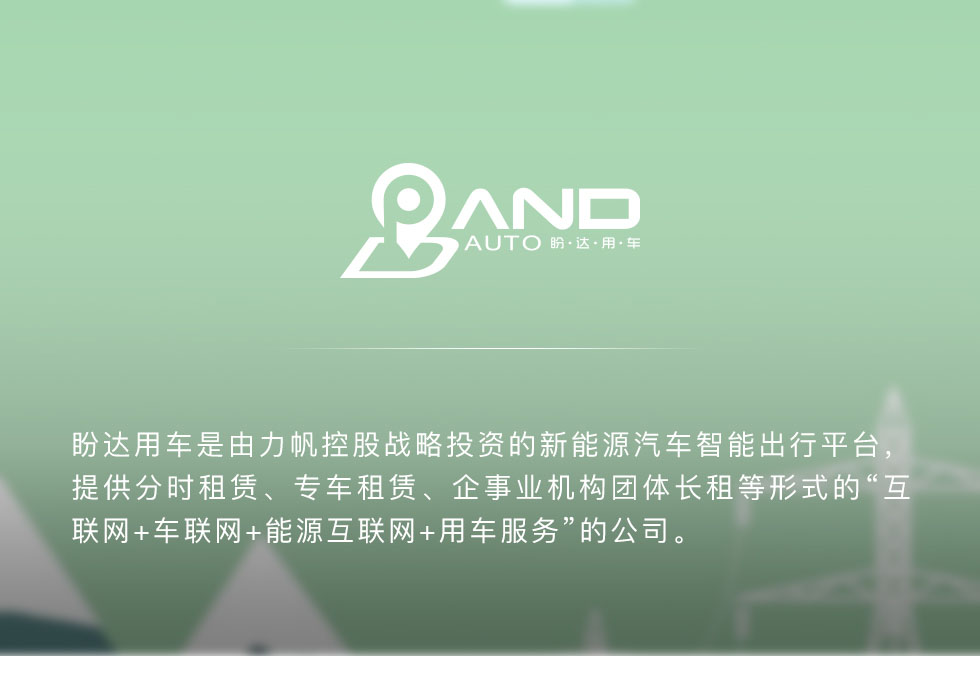 PAND
AUTO 盼·达·用·车
盼达用车是由力帆控股战略投资的新能源汽车智能出行平台，
提供分时租赁、专车租赁、企事业机构团体长租等形式的“互
联网+车联网+能源互联网+用车服务”的公司。